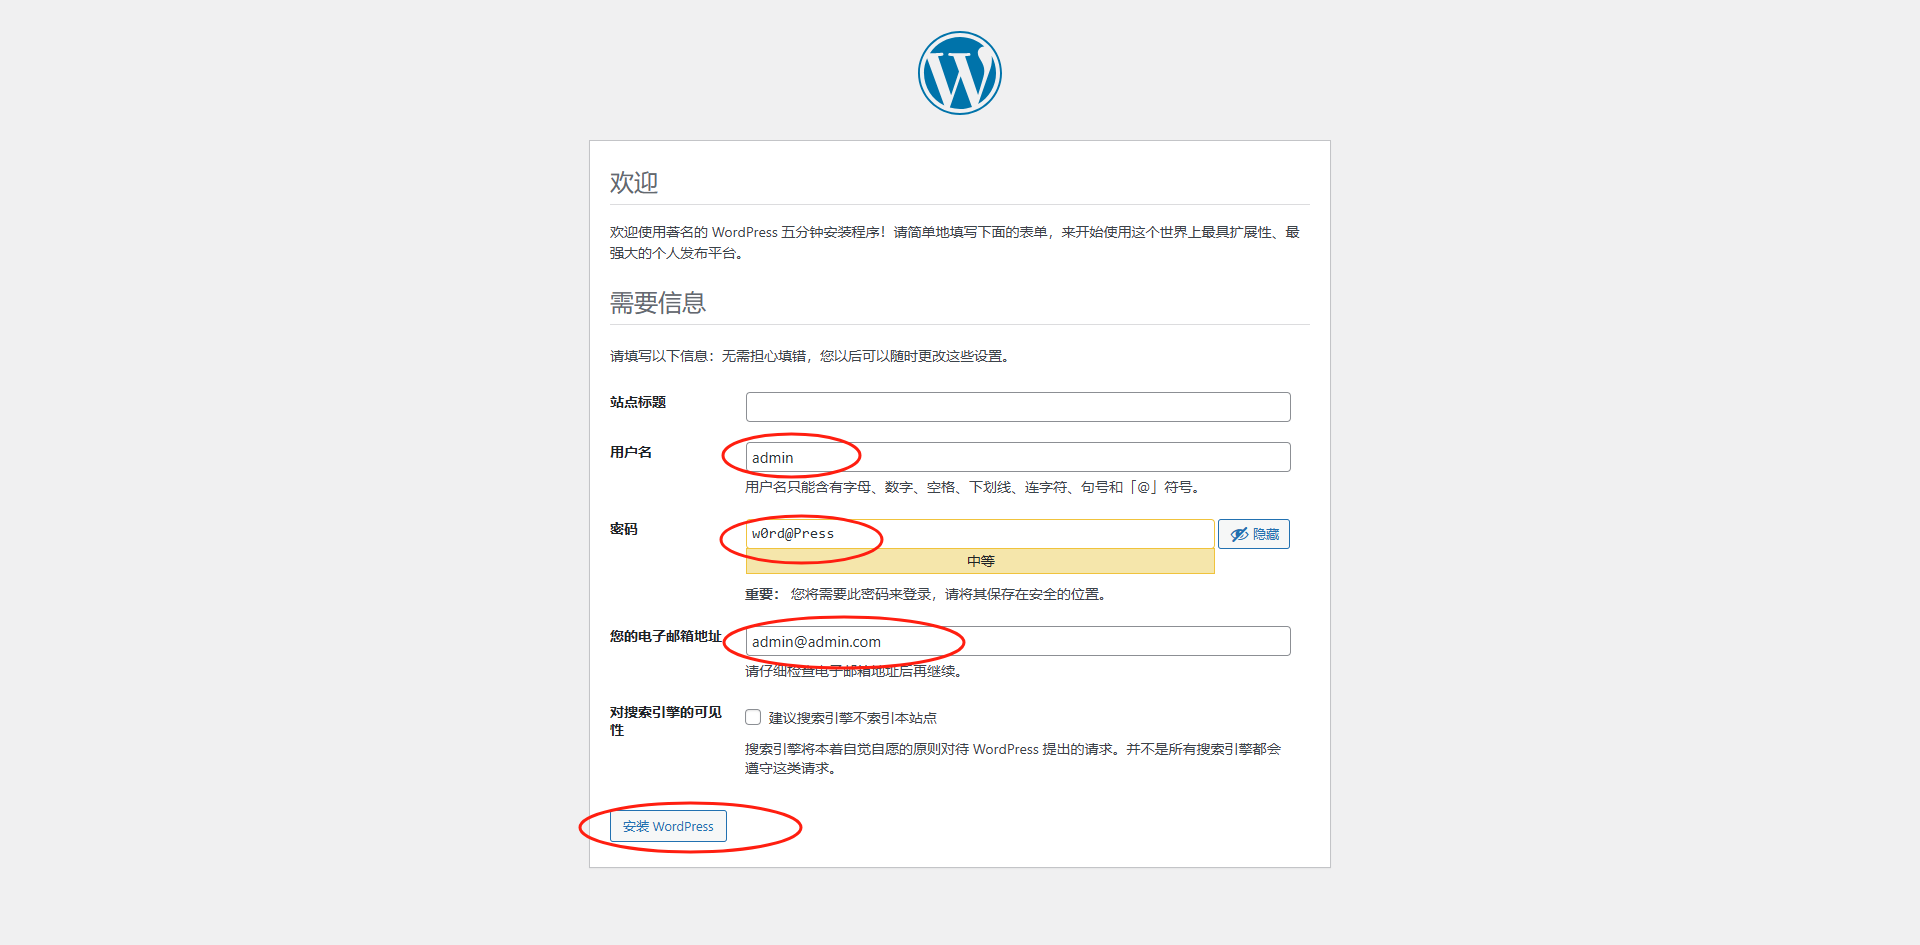 欢迎
欢迎使用著名的 WordPress 五分钟安装程序！请简单地填写下面的表单，来开始使用这个世界上最具扩展性、最
强大的个人发布平台。
需要信息
请填写以下信息：无需担心填错，您以后可以随时更改这些设置。
站点标题
用户名
admin
用户名只能含有字母、数字、空格、下划线、连字符、句号和「@」符号。
密码
w0rd@Press
隐藏
中等
重要： 您将需要此密码来登录，请将其保存在安全的位置。
您的电子邮箱地址
admin@admin.com
请仔细检查电子邮箱地址后再继续。
对搜索引擎的可见
性
建议搜索引擎不索引本站点
搜索引擎将本着自觉自愿的原则对待 WordPress 提出的请求。并不是所有搜索引擎都会
遵守这类请求。
安装 WordPress